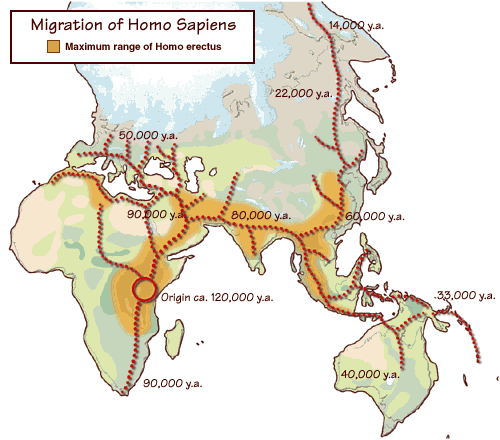 Migration of Homo Sapiens
Maximum range of Homo erectus
14,000 y.a.
22,000 y.a.
50,000 y.a.
90,000 y.a.
80,000 y.a.
60,000 y.a.
Origin ca. 120,000 y.a.
33,000 y.a.
40,000 y.a.
90,000 y.a.